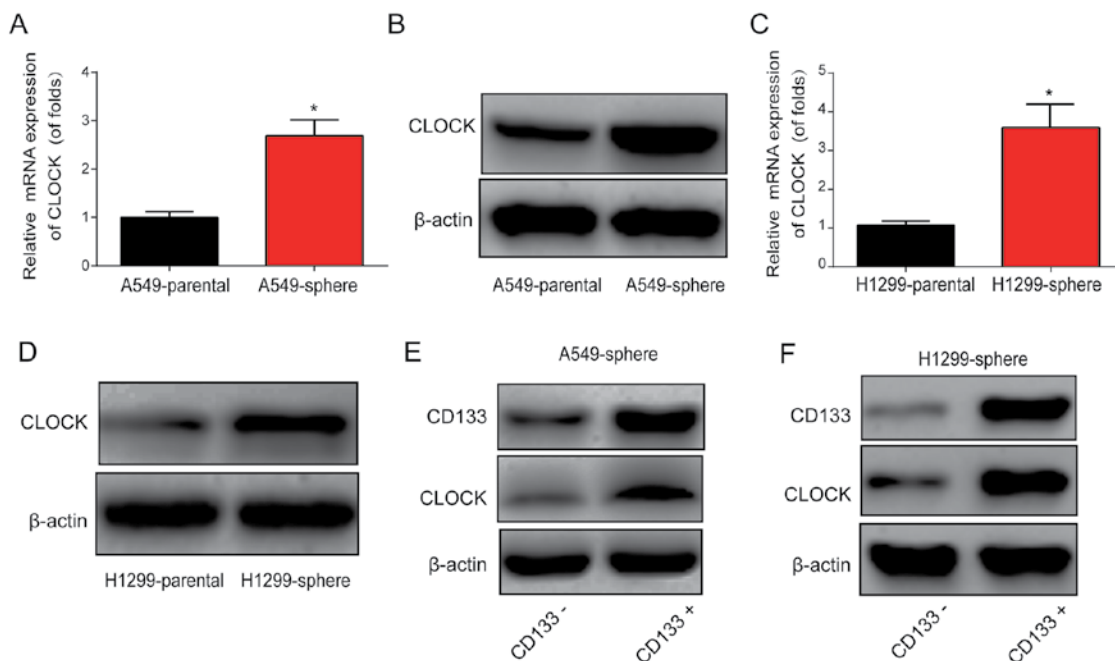 A
Relative mRNA expression
of CLOCK (of folds)
4
3
2
1
0
*
A549-parental
A549-sphere
B
CLOCK
β-actin
A549-parental
A549-sphere
C
Relative mRNA expression
of CLOCK (of folds)
5
4
3
2
1
0
*
H1299-parental
H1299-sphere
D
CLOCK
β-actin
H1299-parental
H1299-sphere
E
A549-sphere
CD133
CLOCK
β-actin
CD133 -
CD133 +
F
H1299-sphere
CD133
CLOCK
β-actin
CD133 -
CD133 +